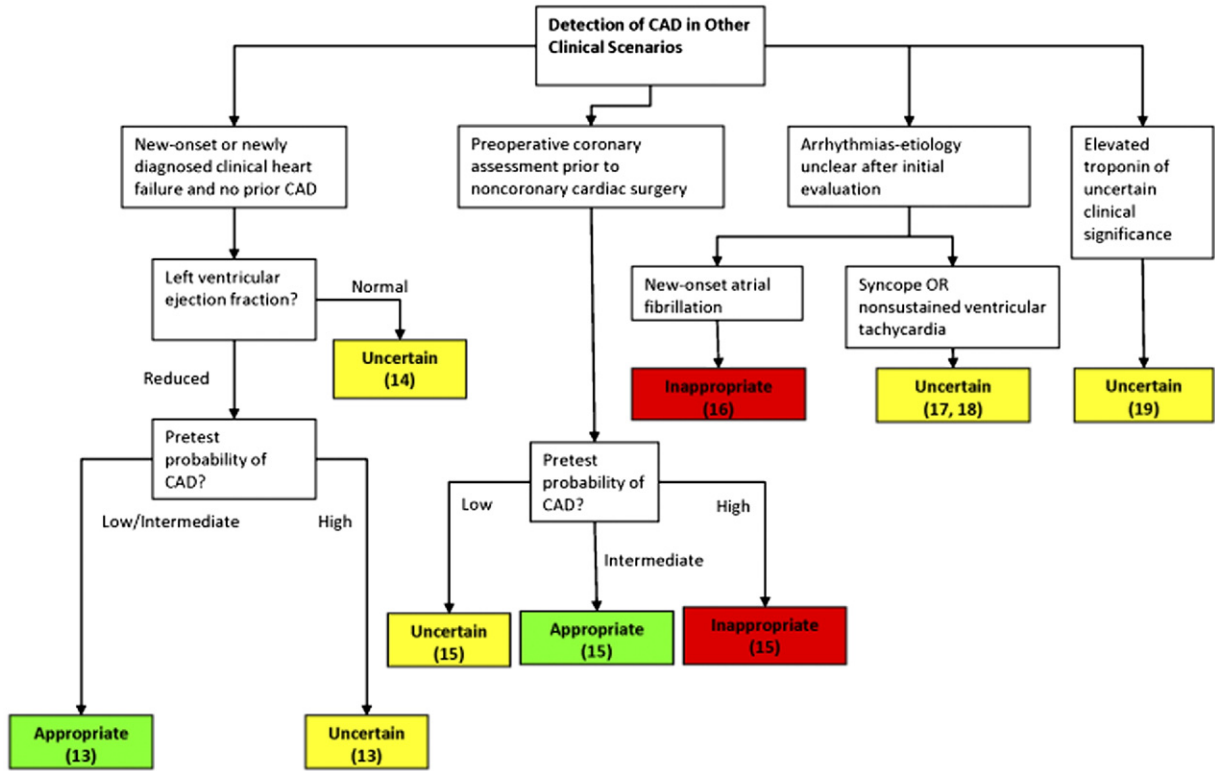 Detection of CAD in Other
Clinical Scenarios
New-onset or newly
diagnosed clinical heart
failure and no prior CAD
Preoperative coronary
assessment prior to
noncoronary cardiac surgery
Arrhythmias-etiology
unclear after initial
evaluation
Elevated
troponin of
uncertain
clinical
significance
Left ventricular
ejection fraction?
Normal
Uncertain
(14)
Reduced
New-onset atrial
fibrillation
Syncope OR
nonsustained ventricular
tachycardia
Inappropriate
(16)
Uncertain
(17, 18)
Uncertain
(19)
Pretest
probability of
CAD?
Low/Intermediate
High
Pretest
probability of
CAD?
Low
Intermediate
High
Uncertain
(15)
Appropriate
(15)
Inappropriate
(15)
Appropriate
(13)
Uncertain
(13)